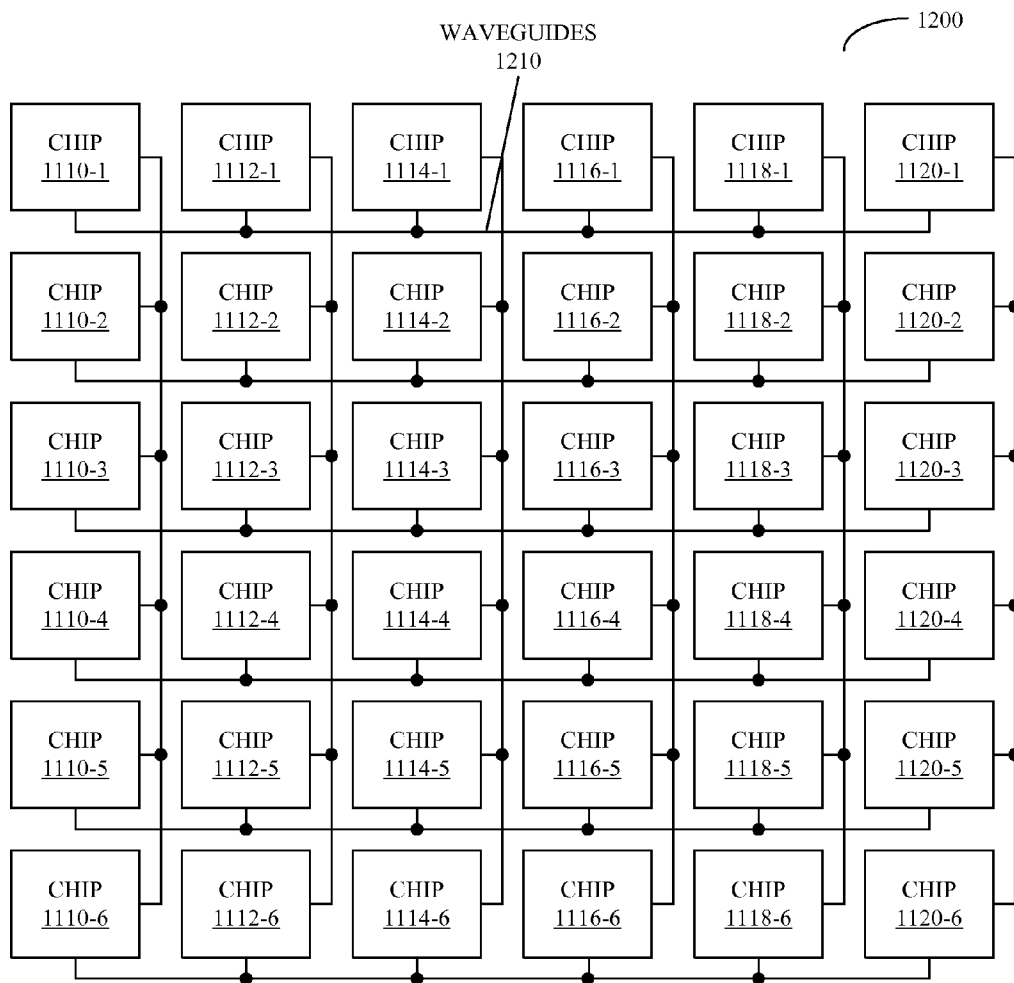 1200
WAVEGUIDES
1210
CHIP
1110-1
CHIP
1112-1
CHIP
1114-1
CHIP
1116-1
CHIP
1118-1
CHIP
1120-1
CHIP
1110-2
CHIP
1112-2
CHIP
1114-2
CHIP
1116-2
CHIP
1118-2
CHIP
1120-2
CHIP
1110-3
CHIP
1112-3
CHIP
1114-3
CHIP
1116-3
CHIP
1118-3
CHIP
1120-3
CHIP
1110-4
CHIP
1112-4
CHIP
1114-4
CHIP
1116-4
CHIP
1118-4
CHIP
1120-4
CHIP
1110-5
CHIP
1112-5
CHIP
1114-5
CHIP
1116-5
CHIP
1118-5
CHIP
1120-5
CHIP
1110-6
CHIP
1112-6
CHIP
1114-6
CHIP
1116-6
CHIP
1118-6
CHIP
1120-6